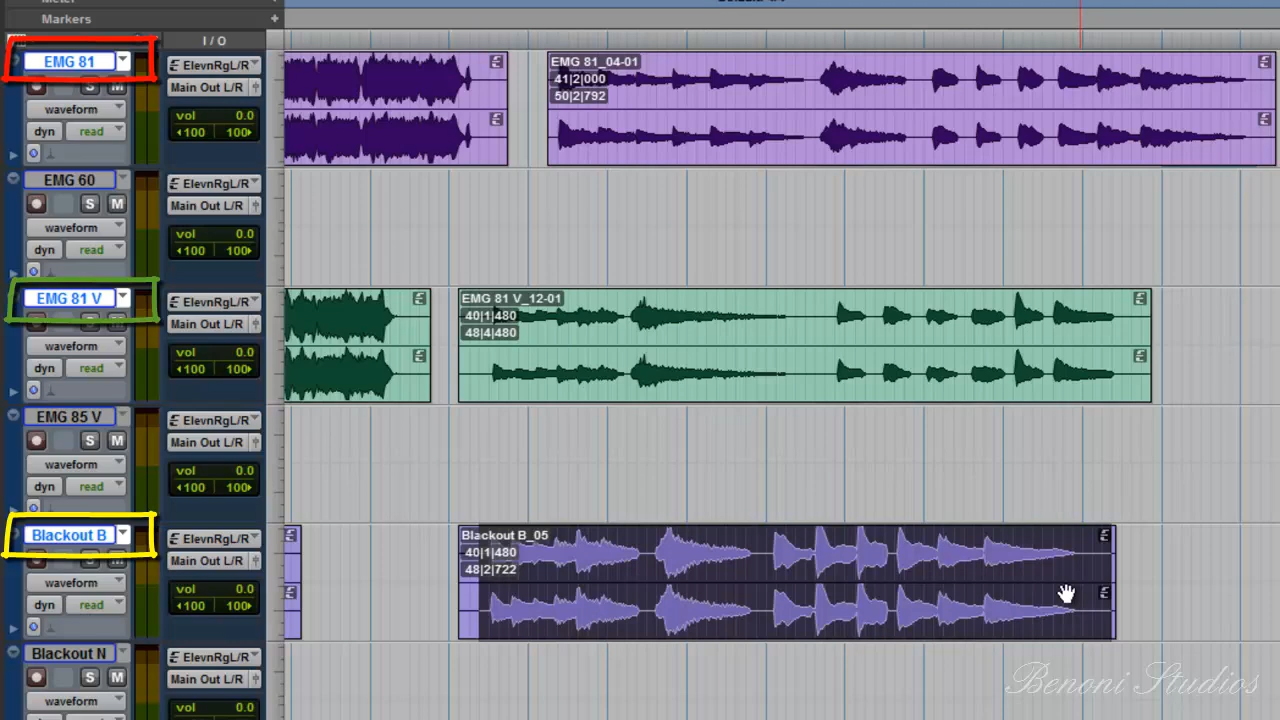 Markers
I / O
EMG 81
ElevnRgL/R
EMG 81_04-01
S M
Main Out L/R
41|2|000
50|2|792
waveform
vol 0.0
dyn read
100 100
EMG 60
ElevnRgL/R
S M
Main Out L/R
waveform
vol 0.0
dyn read
100 100
EMG 81 V
ElevnRgL/R
EMG 81 V_12-01
40|1|480
Main Out L/R
48|4|480
waveform
vol 0.0
dyn read
100 100
EMG 85 V
ElevnRgL/R
S M
Main Out L/R
waveform
vol 0.0
dyn read
100 100
Blackout B
ElevnRgL/R
Blackout B_05
40|1|480
Main Out L/R
48|2|722
waveform
vol 0.0
dyn read
100 100
Blackout N
ElevnRgL/R
S M
Main Out L/R
Benoni Studios
waveform
vol 0.0